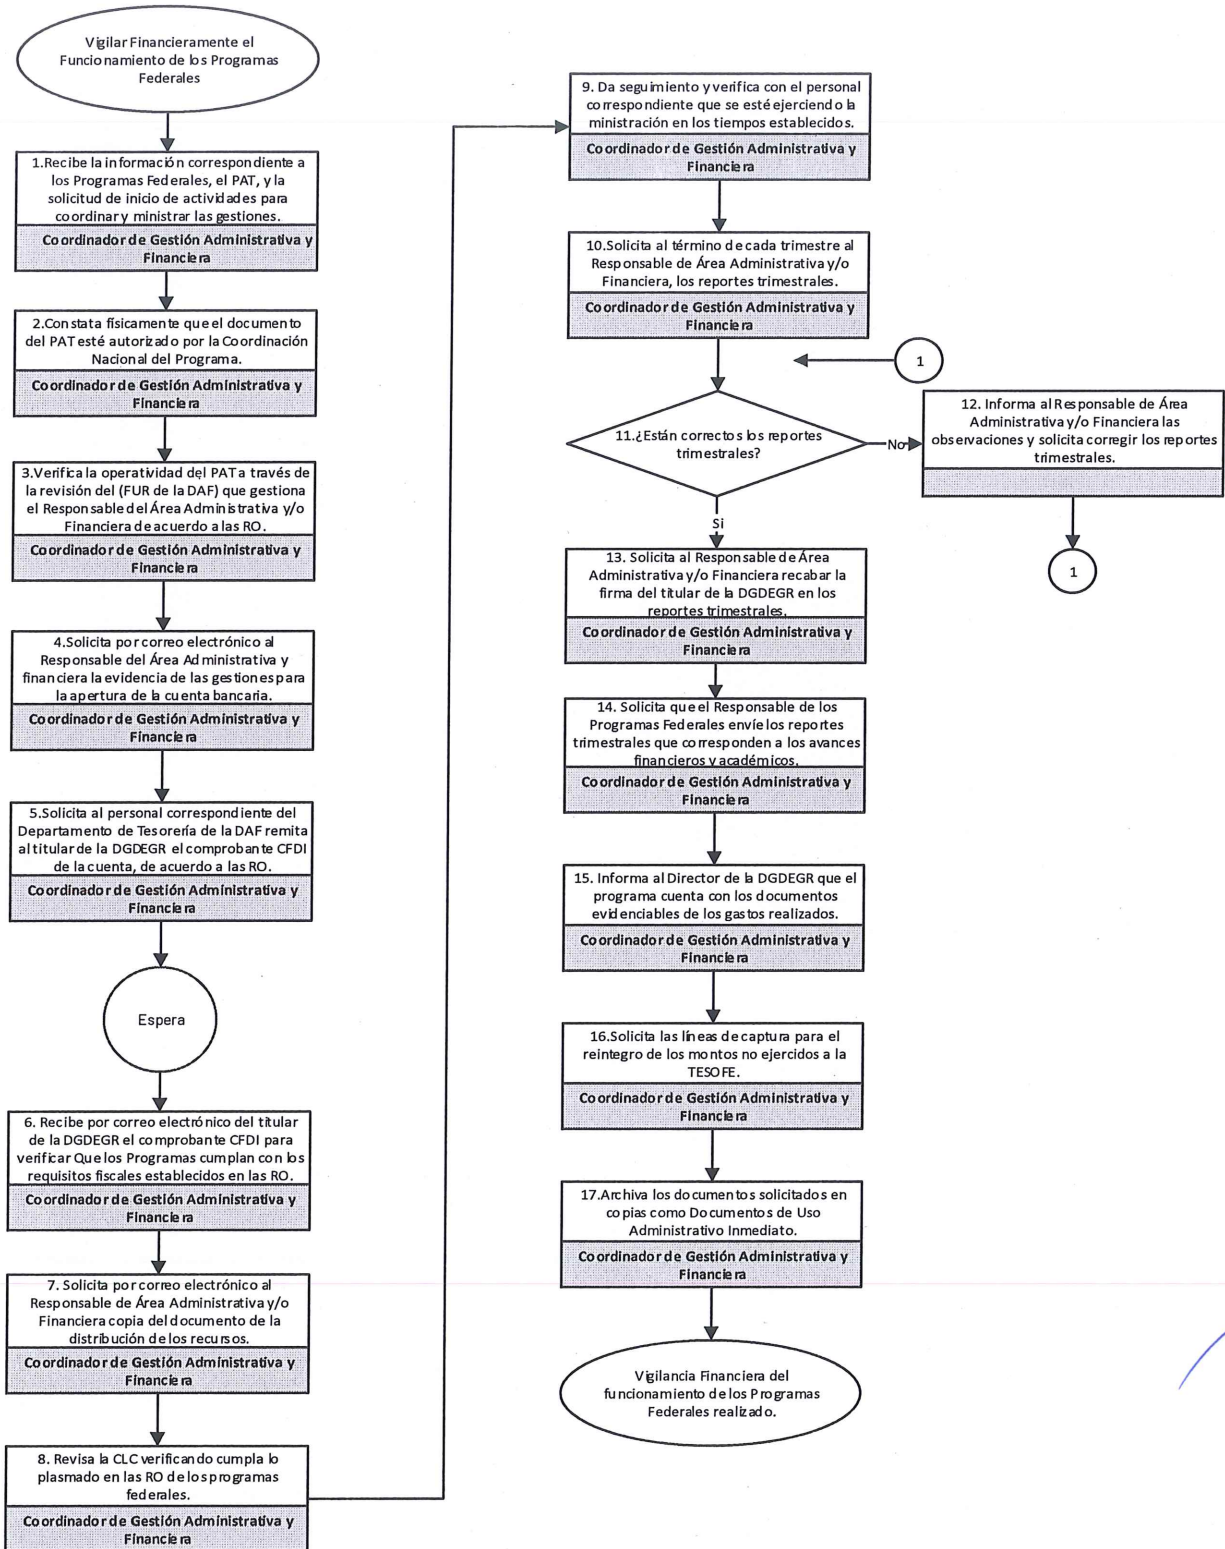 Vigilar Financieramente el
Funcionamiento de los Programas
Federales
1.Recibe la información correspondiente a
los Programas Federales, el PAT, y la
solicitud de inicio de actividades para
coordinar y ministrar las gestiones.
Coordinador de Gestión Administrativa y
Financiera
2.Constata físicamente que el documento
del PAT esté autorizado por la Coordinación
Nacional del Programa.
Coordinador de Gestión Administrativa y
Financiera
3.Verifica la operatividad del PAT a través de
la revisión del (FUR de la DAF) que gestiona
el Responsable del Área Administrativa y/o
Financiera de acuerdo a las RO.
Coordinador de Gestión Administrativa y
Financiera
4.Solicita por correo electrónico al
Responsable del Área Administrativa y
financiera la evidencia de las gestiones para
la apertura de la cuenta bancaria.
Coordinador de Gestión Administrativa y
Financiera
5.Solicita al personal correspondiente del
Departamento de Tesorería de la DAF remita
al titular de la DGDEGR el comprobante CFDI
de la cuenta, de acuerdo a las RO.
Coordinador de Gestión Administrativa y
Financiera
Espera
6. Recibe por correo electrónico del titular
de la DGDEGR el comprobante CFDI para
verificar Que los Programas cumplan con los
requisitos fiscales establecidos en las RO.
Coordinador de Gestión Administrativa y
Financiera
7. Solicita por correo electrónico al
Responsable de Área Administrativa y/o
Financiera copia del documento de la
distribución de los recursos.
Coordinador de Gestión Administrativa y
Financiera
8. Revisa la CLC verificando cumpla lo
plasmado en las RO de los programas
federales.
Coordinador de Gestión Administrativa y
Financiera
9. Da seguimiento y verifica con el personal
correspondiente que se esté ejerciendo la
ministración en los tiempos establecidos.
Coordinador de Gestión Administrativa y
Financiera
10.Solicita al término de cada trimestre al
Responsable de Área Administrativa y/o
Financiera, los reportes trimestrales.
Coordinador de Gestión Administrativa y
Financiera
1
11.¿Están correctos los reportes
trimestrales?
No
12. Informa al Responsable de Área
Administrativa y/o Financiera las
observaciones y solicita corregir los reportes
trimestrales.
1
Si
13. Solicita al Responsable de Área
Administrativa y/o Financiera recabar la
firma del titular de la DGDEGR en los
reportes trimestrales.
Coordinador de Gestión Administrativa y
Financiera
14. Solicita que el Responsable de los
Programas Federales envíe los reportes
trimestrales que corresponden a los avances
financieros y académicos.
Coordinador de Gestión Administrativa y
Financiera
15. Informa al Director de la DGDEGR que el
programa cuenta con los documentos
evidenciables de los gastos realizados.
Coordinador de Gestión Administrativa y
Financiera
16.Solicita las líneas de captura para el
reintegro de los montos no ejercidos a la
TESOFE.
Coordinador de Gestión Administrativa y
Financiera
17.Archiva los documentos solicitados en
copias como Documentos de Uso
Administrativo Inmediato.
Coordinador de Gestión Administrativa y
Financiera
Vigilancia Financiera del
funcionamiento de los Programas
Federales realizado.